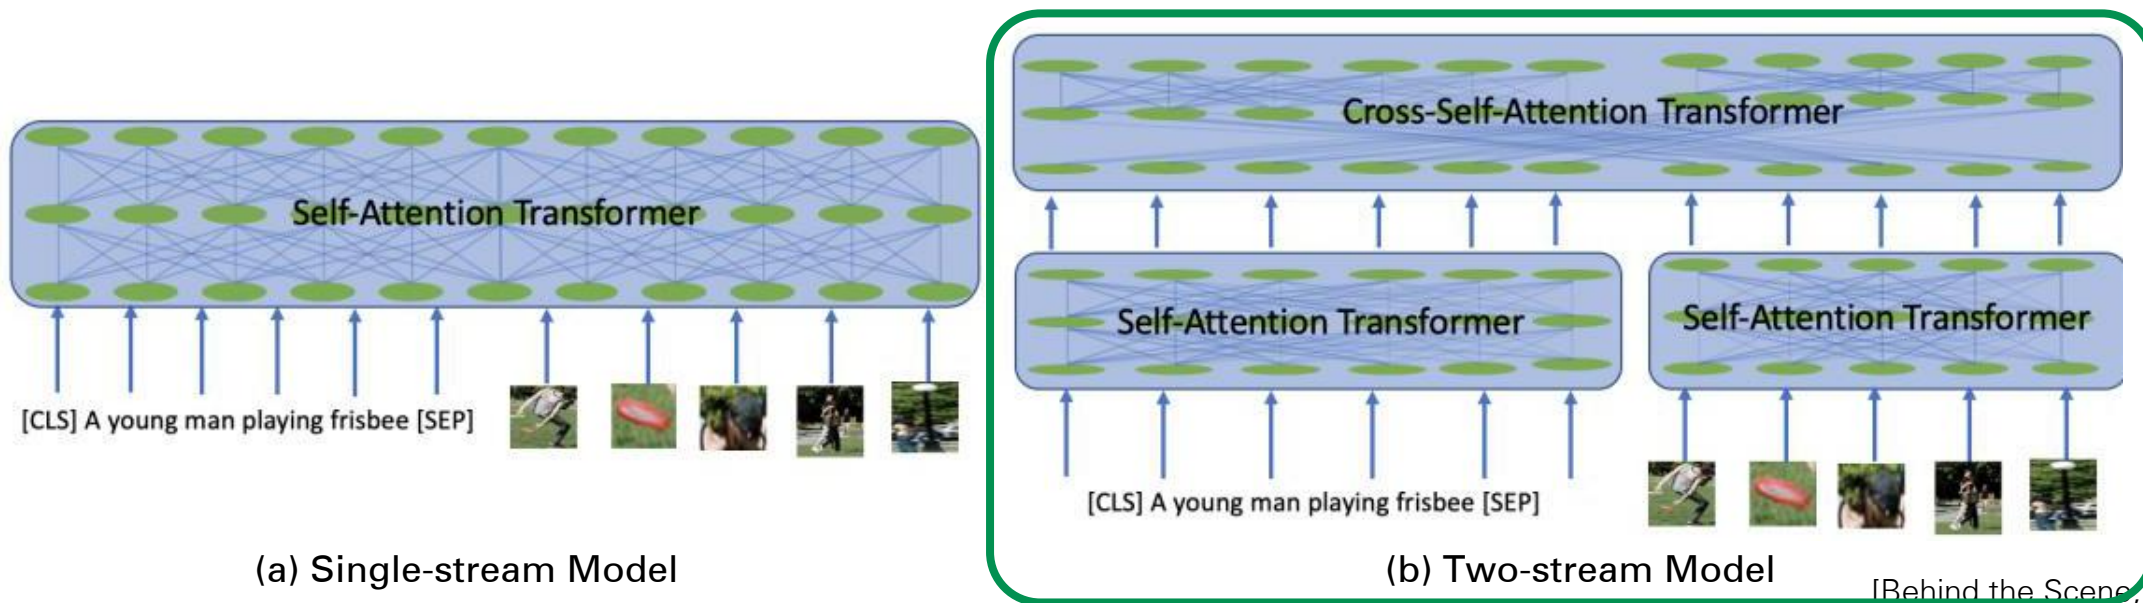 Self-Attention Transformer
[CLS] A young man playing frisbee [SEP]
(a) Single-stream Model
Cross-Self-Attention Transformer
Self-Attention Transformer
Self-Attention Transformer
[CLS] A young man playing frisbee [SEP]
(b) Two-stream Model
[Behind the Scene,